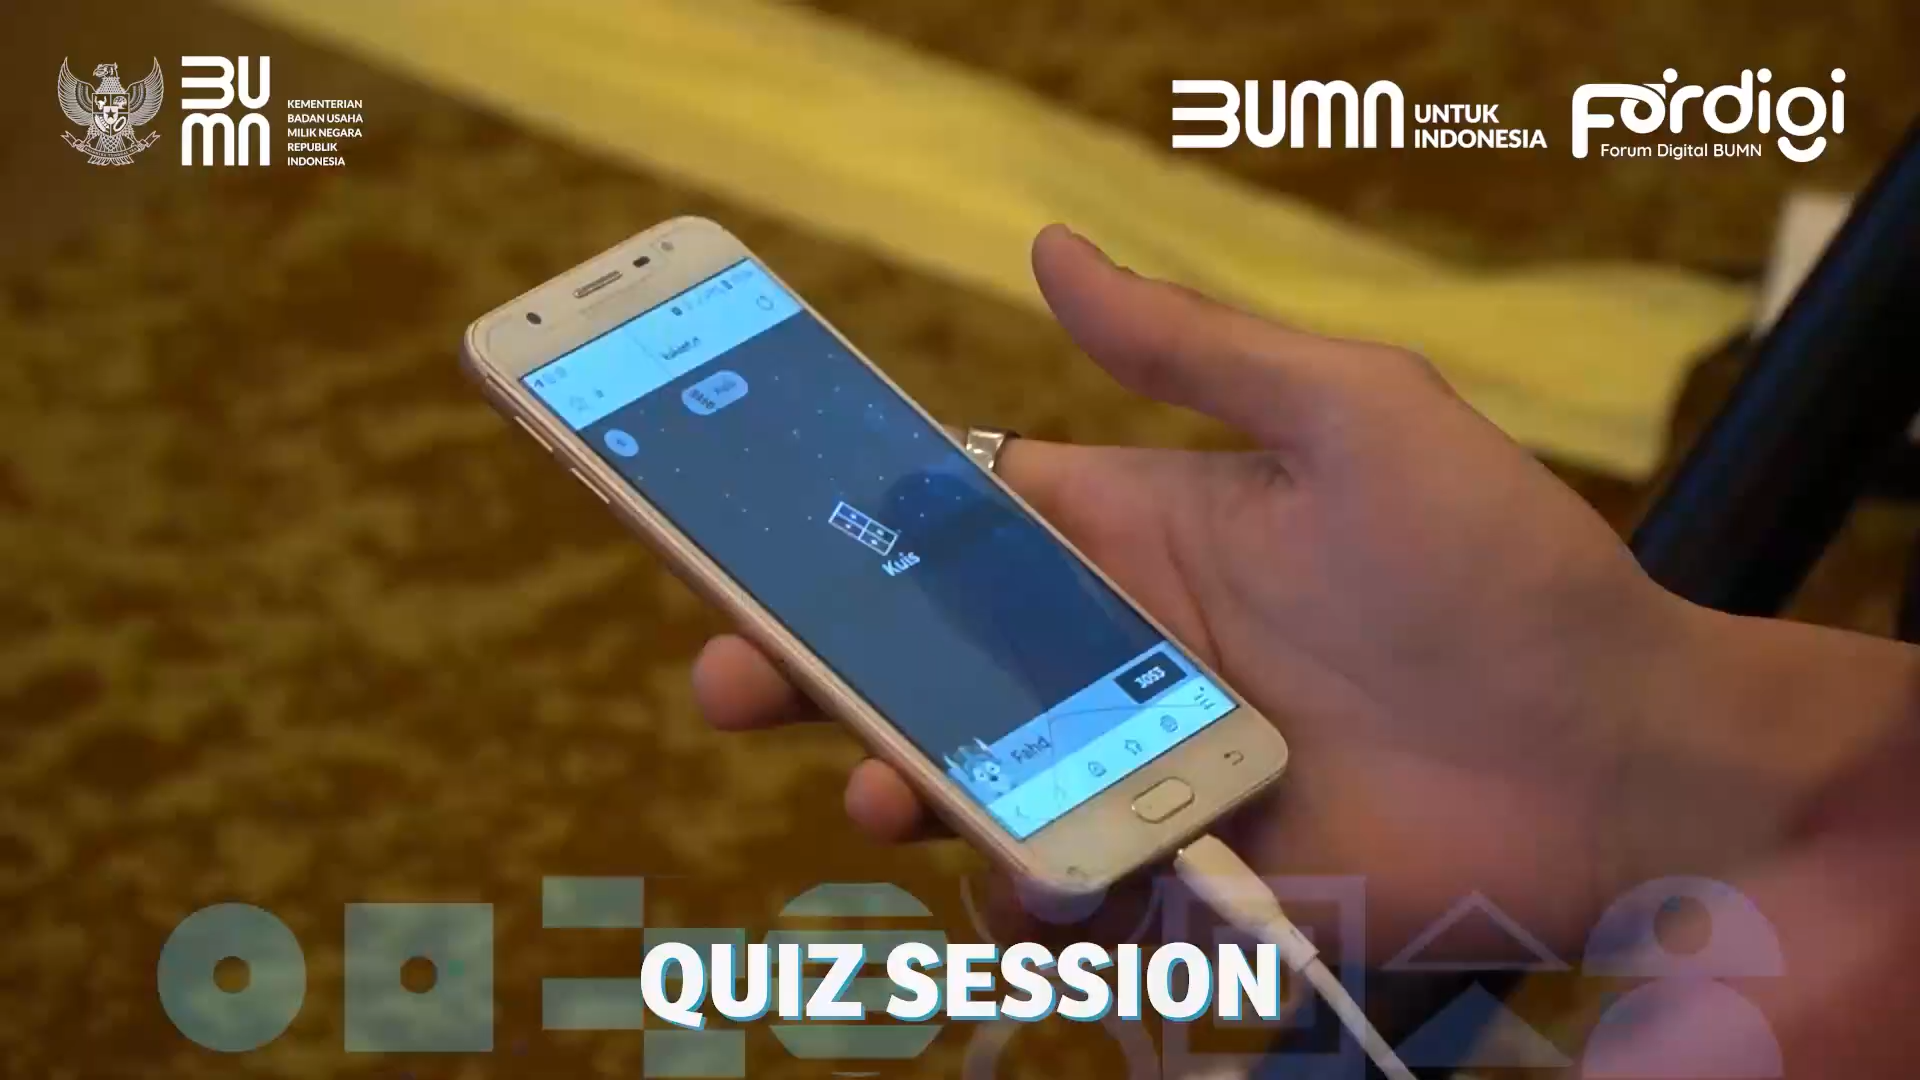 BUMN
KEMENTERIAN
BADAN USAHA
MILIK NEGARA
REPUBLIK
INDONESIA
BUMN UNTUK
INDONESIA
Fordigi
Forum Digital BUMN
Kuis
3053
Fahd
QUIZ SESSION